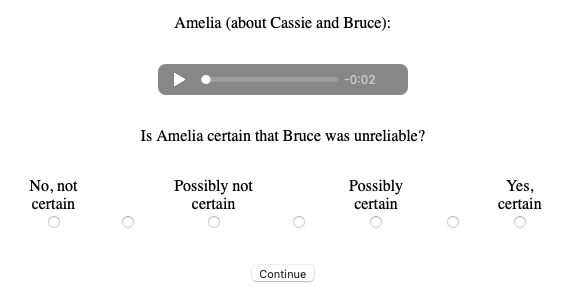 Amelia (about Cassie and Bruce):
-0:02
Is Amelia certain that Bruce was unreliable?
No, not certain
Possibly not certain
Possibly certain
Yes, certain
Continue